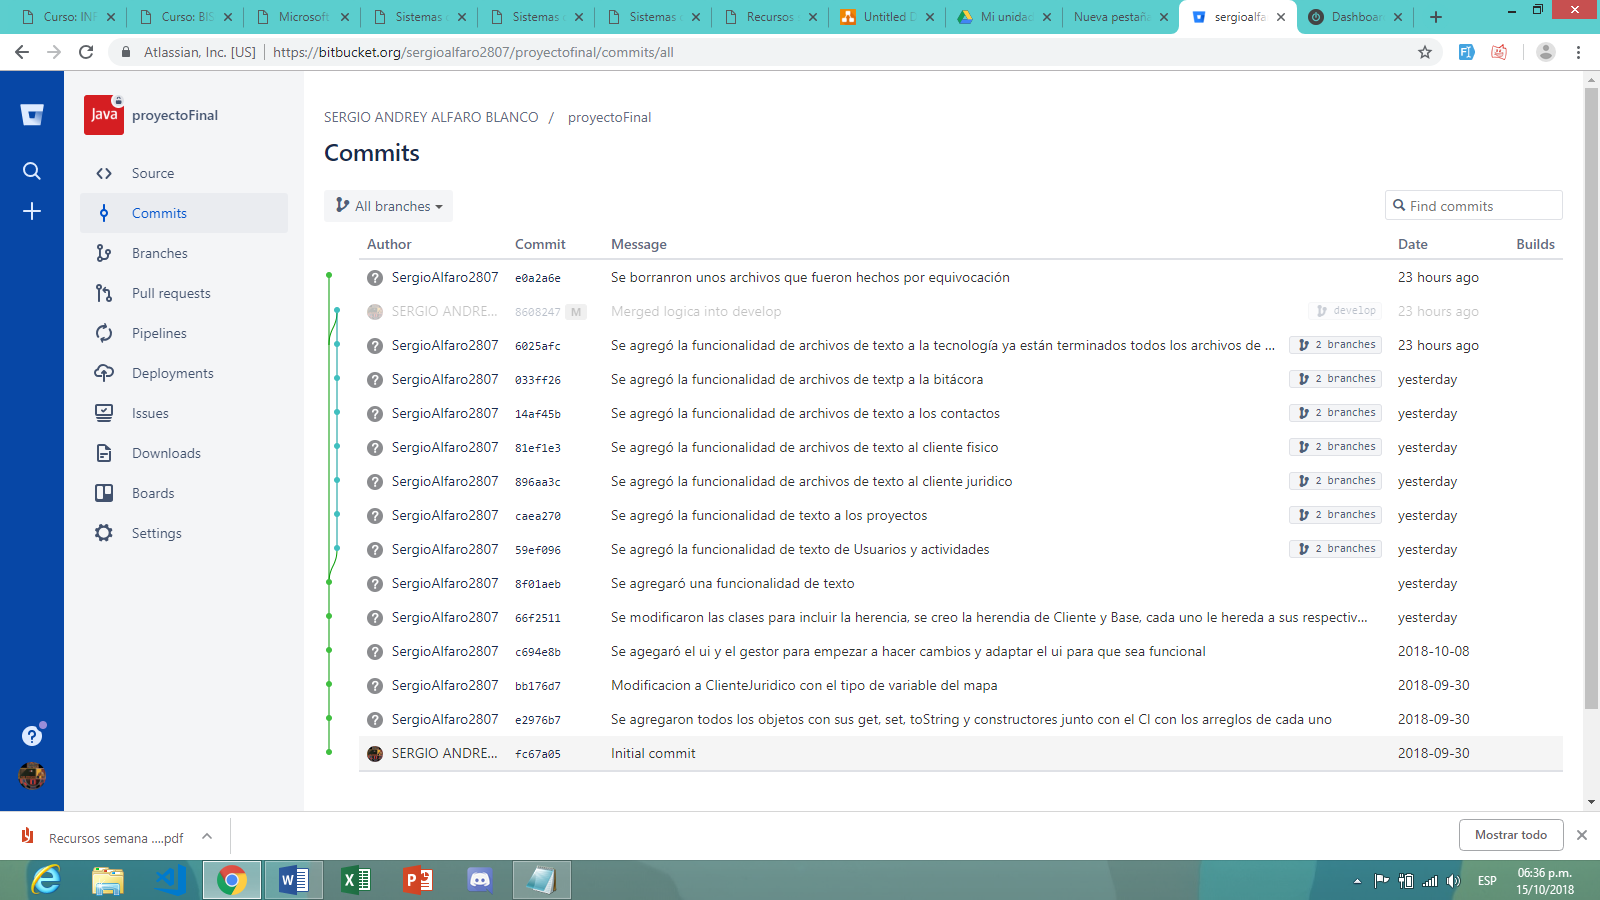 Curso: INF
Curso: BIS
Microsoft
Sistemas
Sistemas
Sistemas
Recursos
Untitled D
Mi unidad
Nueva pestaña
sergioalfa
Dashboar
Atlassian, Inc. [US] | https://bitbucket.org/sergioalfaro2807/proyectofinal/commits/all
Java
proyectoFinal
Source
Commits
Branches
Pull requests
Pipelines
Deployments
Issues
Downloads
Boards
Settings
SERGIO ANDREY ALFARO BLANCO / proyectoFinal
Commits
All branches
Find commits
Author Commit Message Date Builds
SergioAlfaro2807 e0a2a6e Se borranron unos archivos que fueron hechos por equivocación 23 hours ago
SERGIO ANDRE... 8608247 M Merged logica into develop develop 23 hours ago
SergioAlfaro2807 6025afc Se agregó la funcionalidad de archivos de texto a la tecnología ya están terminados todos los archivos de ... 2 branches 23 hours ago
SergioAlfaro2807 033ff26 Se agregó la funcionalidad de archivos de textp a la bitácora 2 branches yesterday
SergioAlfaro2807 14af45b Se agregó la funcionalidad de archivos de texto a los contactos 2 branches yesterday
SergioAlfaro2807 81ef1e3 Se agregó la funcionalidad de archivos de texto al cliente fisico 2 branches yesterday
SergioAlfaro2807 896aa3c Se agregó la funcionalidad de archivos de texto al cliente juridico 2 branches yesterday
SergioAlfaro2807 caea270 Se agregó la funcionalidad de texto a los proyectos 2 branches yesterday
SergioAlfaro2807 59ef096 Se agregó la funcionalidad de texto de Usuarios y actividades 2 branches yesterday
SergioAlfaro2807 8f01aeb Se agregaró una funcionalidad de texto yesterday
SergioAlfaro2807 66f2511 Se modificaron las clases para incluir la herencia, se creo la herendia de Cliente y Base, cada uno le hereda a sus respectiv... yesterday
SergioAlfaro2807 c694e8b Se agegaró el ui y el gestor para empezar a hacer cambios y adaptar el ui para que sea funcional 2018-10-08
SergioAlfaro2807 bb176d7 Modificacion a ClienteJuridico con el tipo de variable del mapa 2018-09-30
SergioAlfaro2807 e2976b7 Se agregaron todos los objetos con sus get, set, toString y constructores junto con el CI con los arreglos de cada uno 2018-09-30
SERGIO ANDRE... fc67a05 Initial commit 2018-09-30
Recursos semana ....pdf
Mostrar todo
ESP
06:36 p.m.
15/10/2018